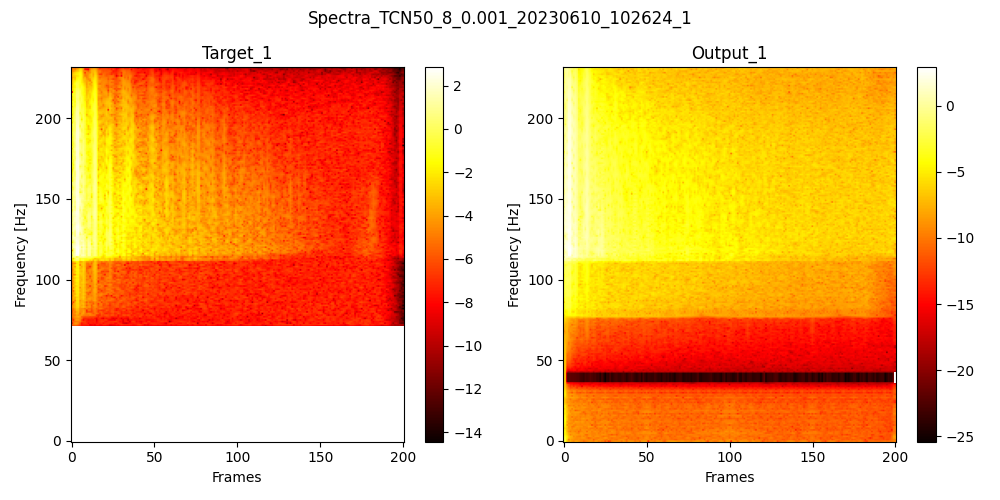 Spectra_TCN50_8_0.001_20230610_102624_1
Target_1
Output_1
200
150
100
50
0
Frequency [Hz]
0 50 100 150 200
Frames
2
0
−2
−4
−6
−8
−10
−12
−14
200
150
100
50
0
Frequency [Hz]
0 50 100 150 200
Frames
0
−5
−10
−15
−20
−25